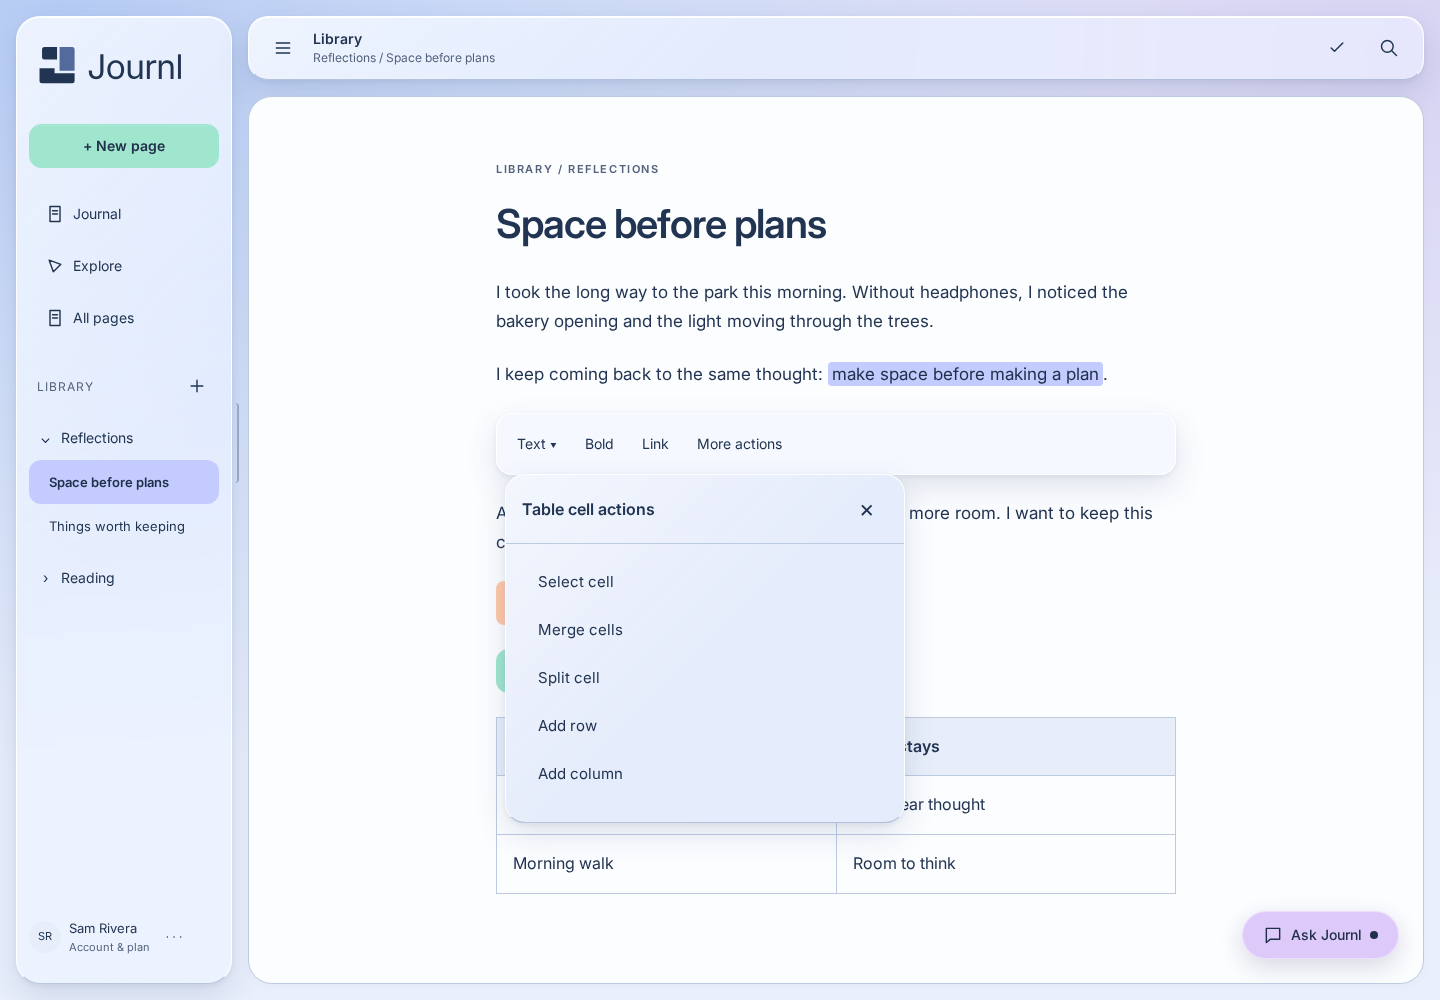 Journl
+ New page
Journal
Explore
All pages
LIBRARY
Reflections
Space before plans
Things worth keeping
Reading
SR
Sam Rivera
Account & plan
Library
Reflections / Space before plans
LIBRARY / REFLECTIONS
Space before plans
I took the long way to the park this morning. Without headphones, I noticed the
bakery opening and the light moving through the trees.
I keep coming back to the same thought: make space before making a plan.
Text ▾ Bold Link More actions
more room. I want to keep this
Table cell actions
Select cell
Merge cells
Split cell
Add row
Add column
stays
thought
Morning walk Room to think
Ask Journl